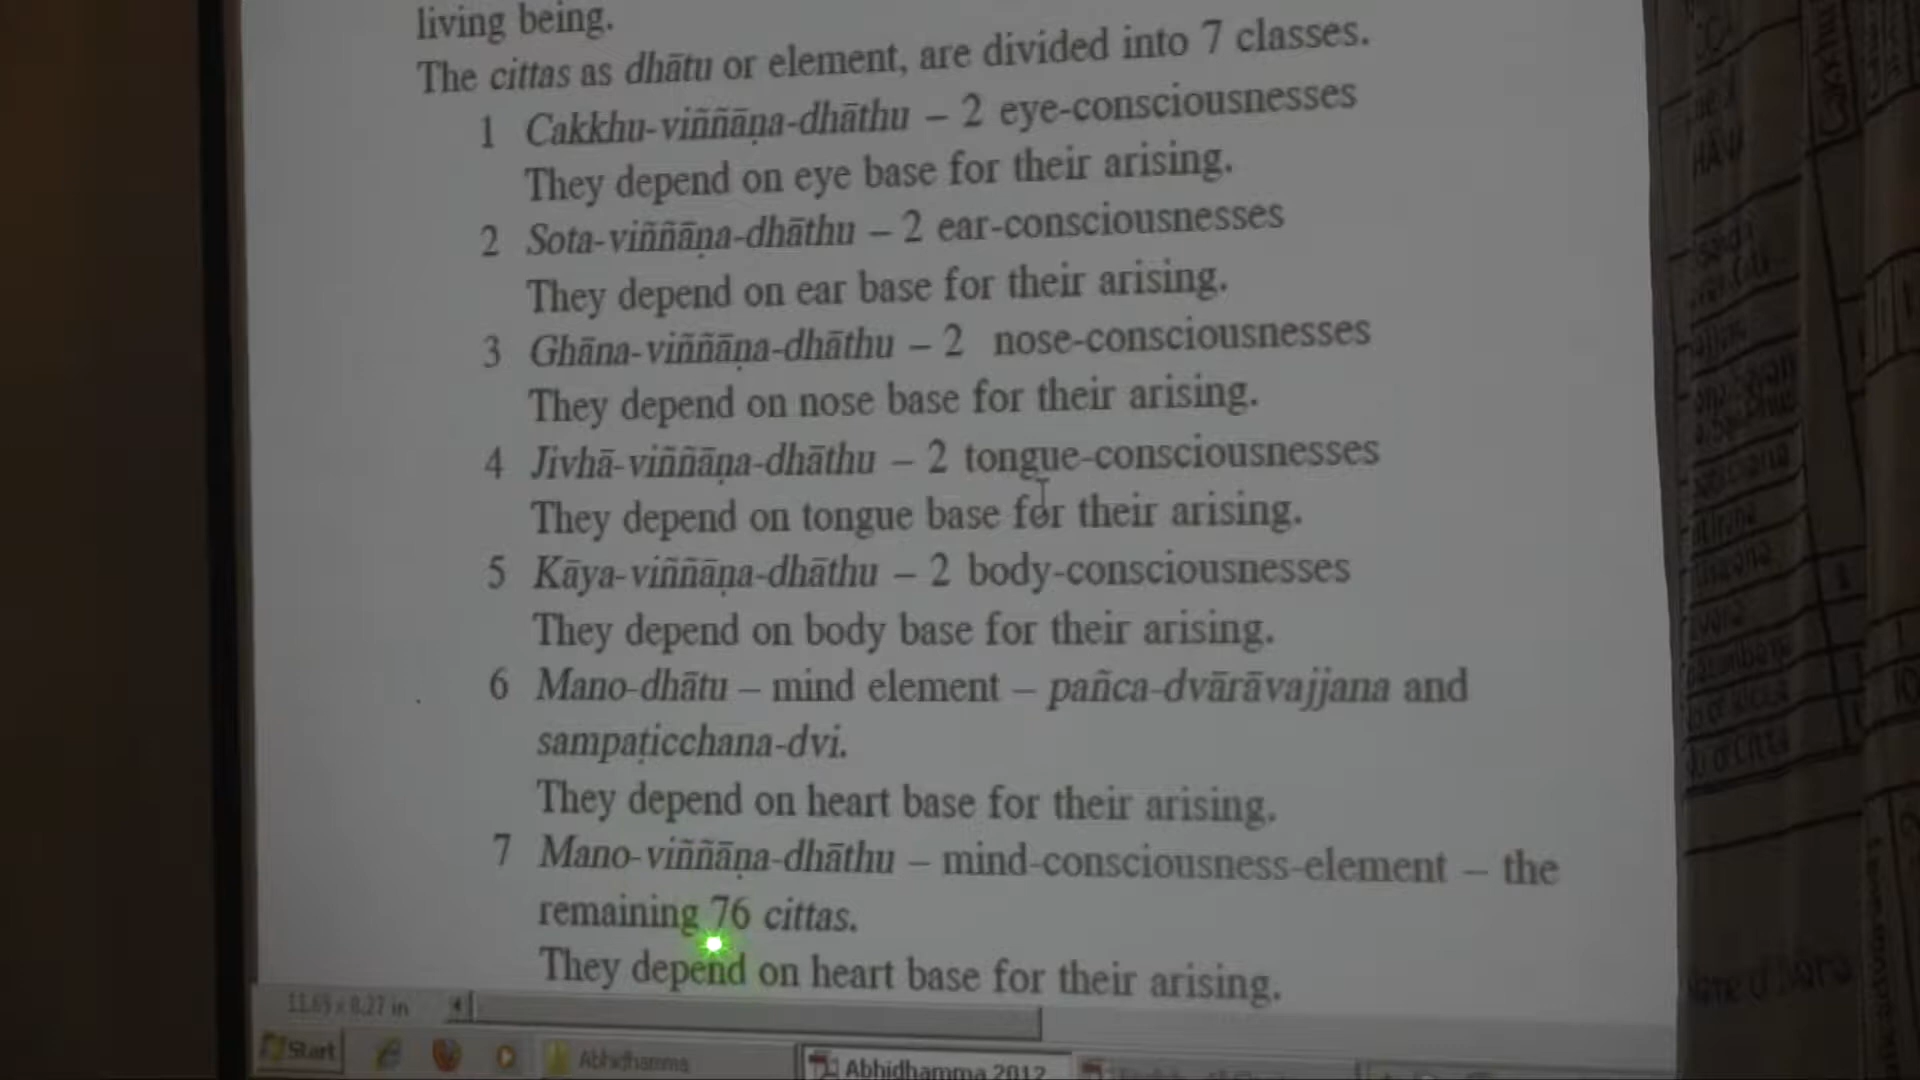 living being.
The cittas as dhātu or element, are divided into 7 classes.
1 Cakkhu-viññāṇa-dhāthu – 2 eye-consciousnesses
They depend on eye base for their arising.
2 Sota-viññāṇa-dhāthu – 2 ear-consciousnesses
They depend on ear base for their arising.
3 Ghāna-viññāṇa-dhāthu – 2 nose-consciousnesses
They depend on nose base for their arising.
4 Jivhā-viññāṇa-dhāthu – 2 tongue-consciousnesses
They depend on tongue base for their arising.
5 Kāya-viññāṇa-dhāthu – 2 body-consciousnesses
They depend on body base for their arising.
6 Mano-dhātu – mind element – pañca-dvārāvajjana and
sampaṭicchana-dvi.
They depend on heart base for their arising.
7 Mano-viññāṇa-dhāthu – mind-consciousness-element – the
remaining 76 cittas.
They depend on heart base for their arising.
11.69 x 8.27 in
Start
Abhidhamma
Abhidhamma 2012